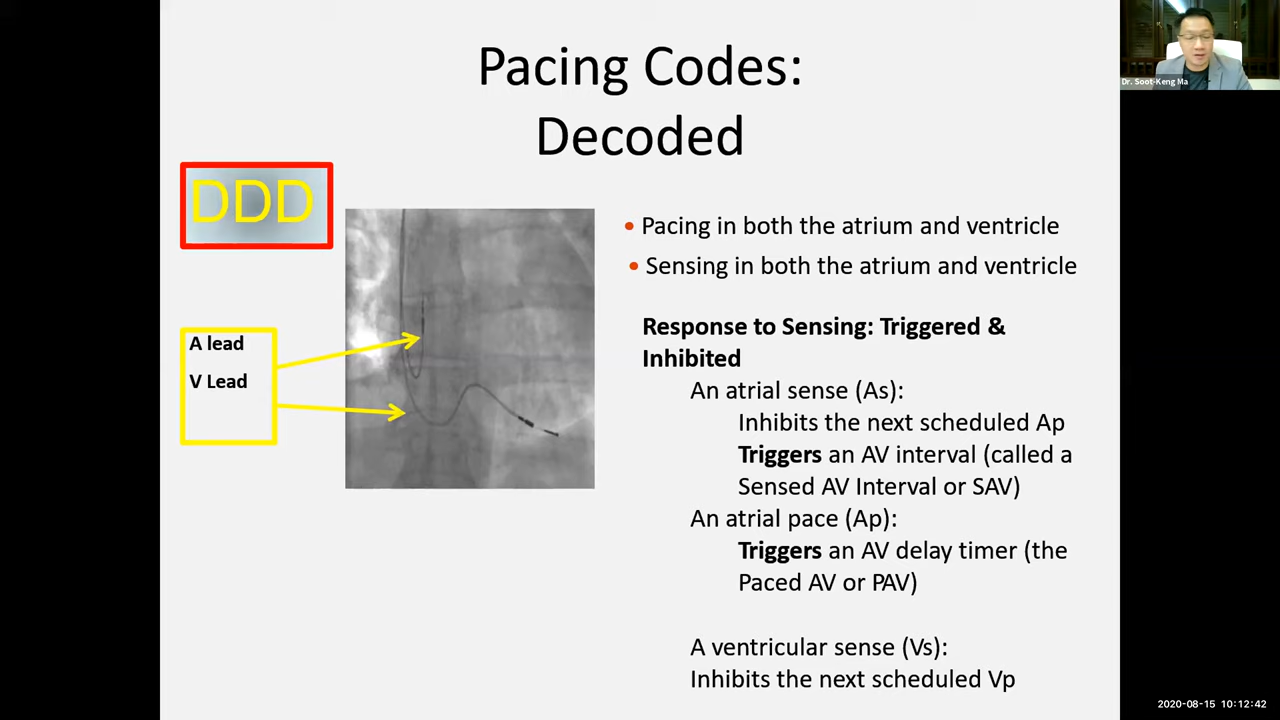 Pacing Codes:
Decoded
DDD
A lead
V Lead
• Pacing in both the atrium and ventricle
• Sensing in both the atrium and ventricle
Response to Sensing: Triggered &
Inhibited
An atrial sense (As):
Inhibits the next scheduled Ap
Triggers an AV interval (called a
Sensed AV Interval or SAV)
An atrial pace (Ap):
Triggers an AV delay timer (the
Paced AV or PAV)
A ventricular sense (Vs):
Inhibits the next scheduled Vp
Dr. Soot-Keng Ma
2020-08-15 10:12:42